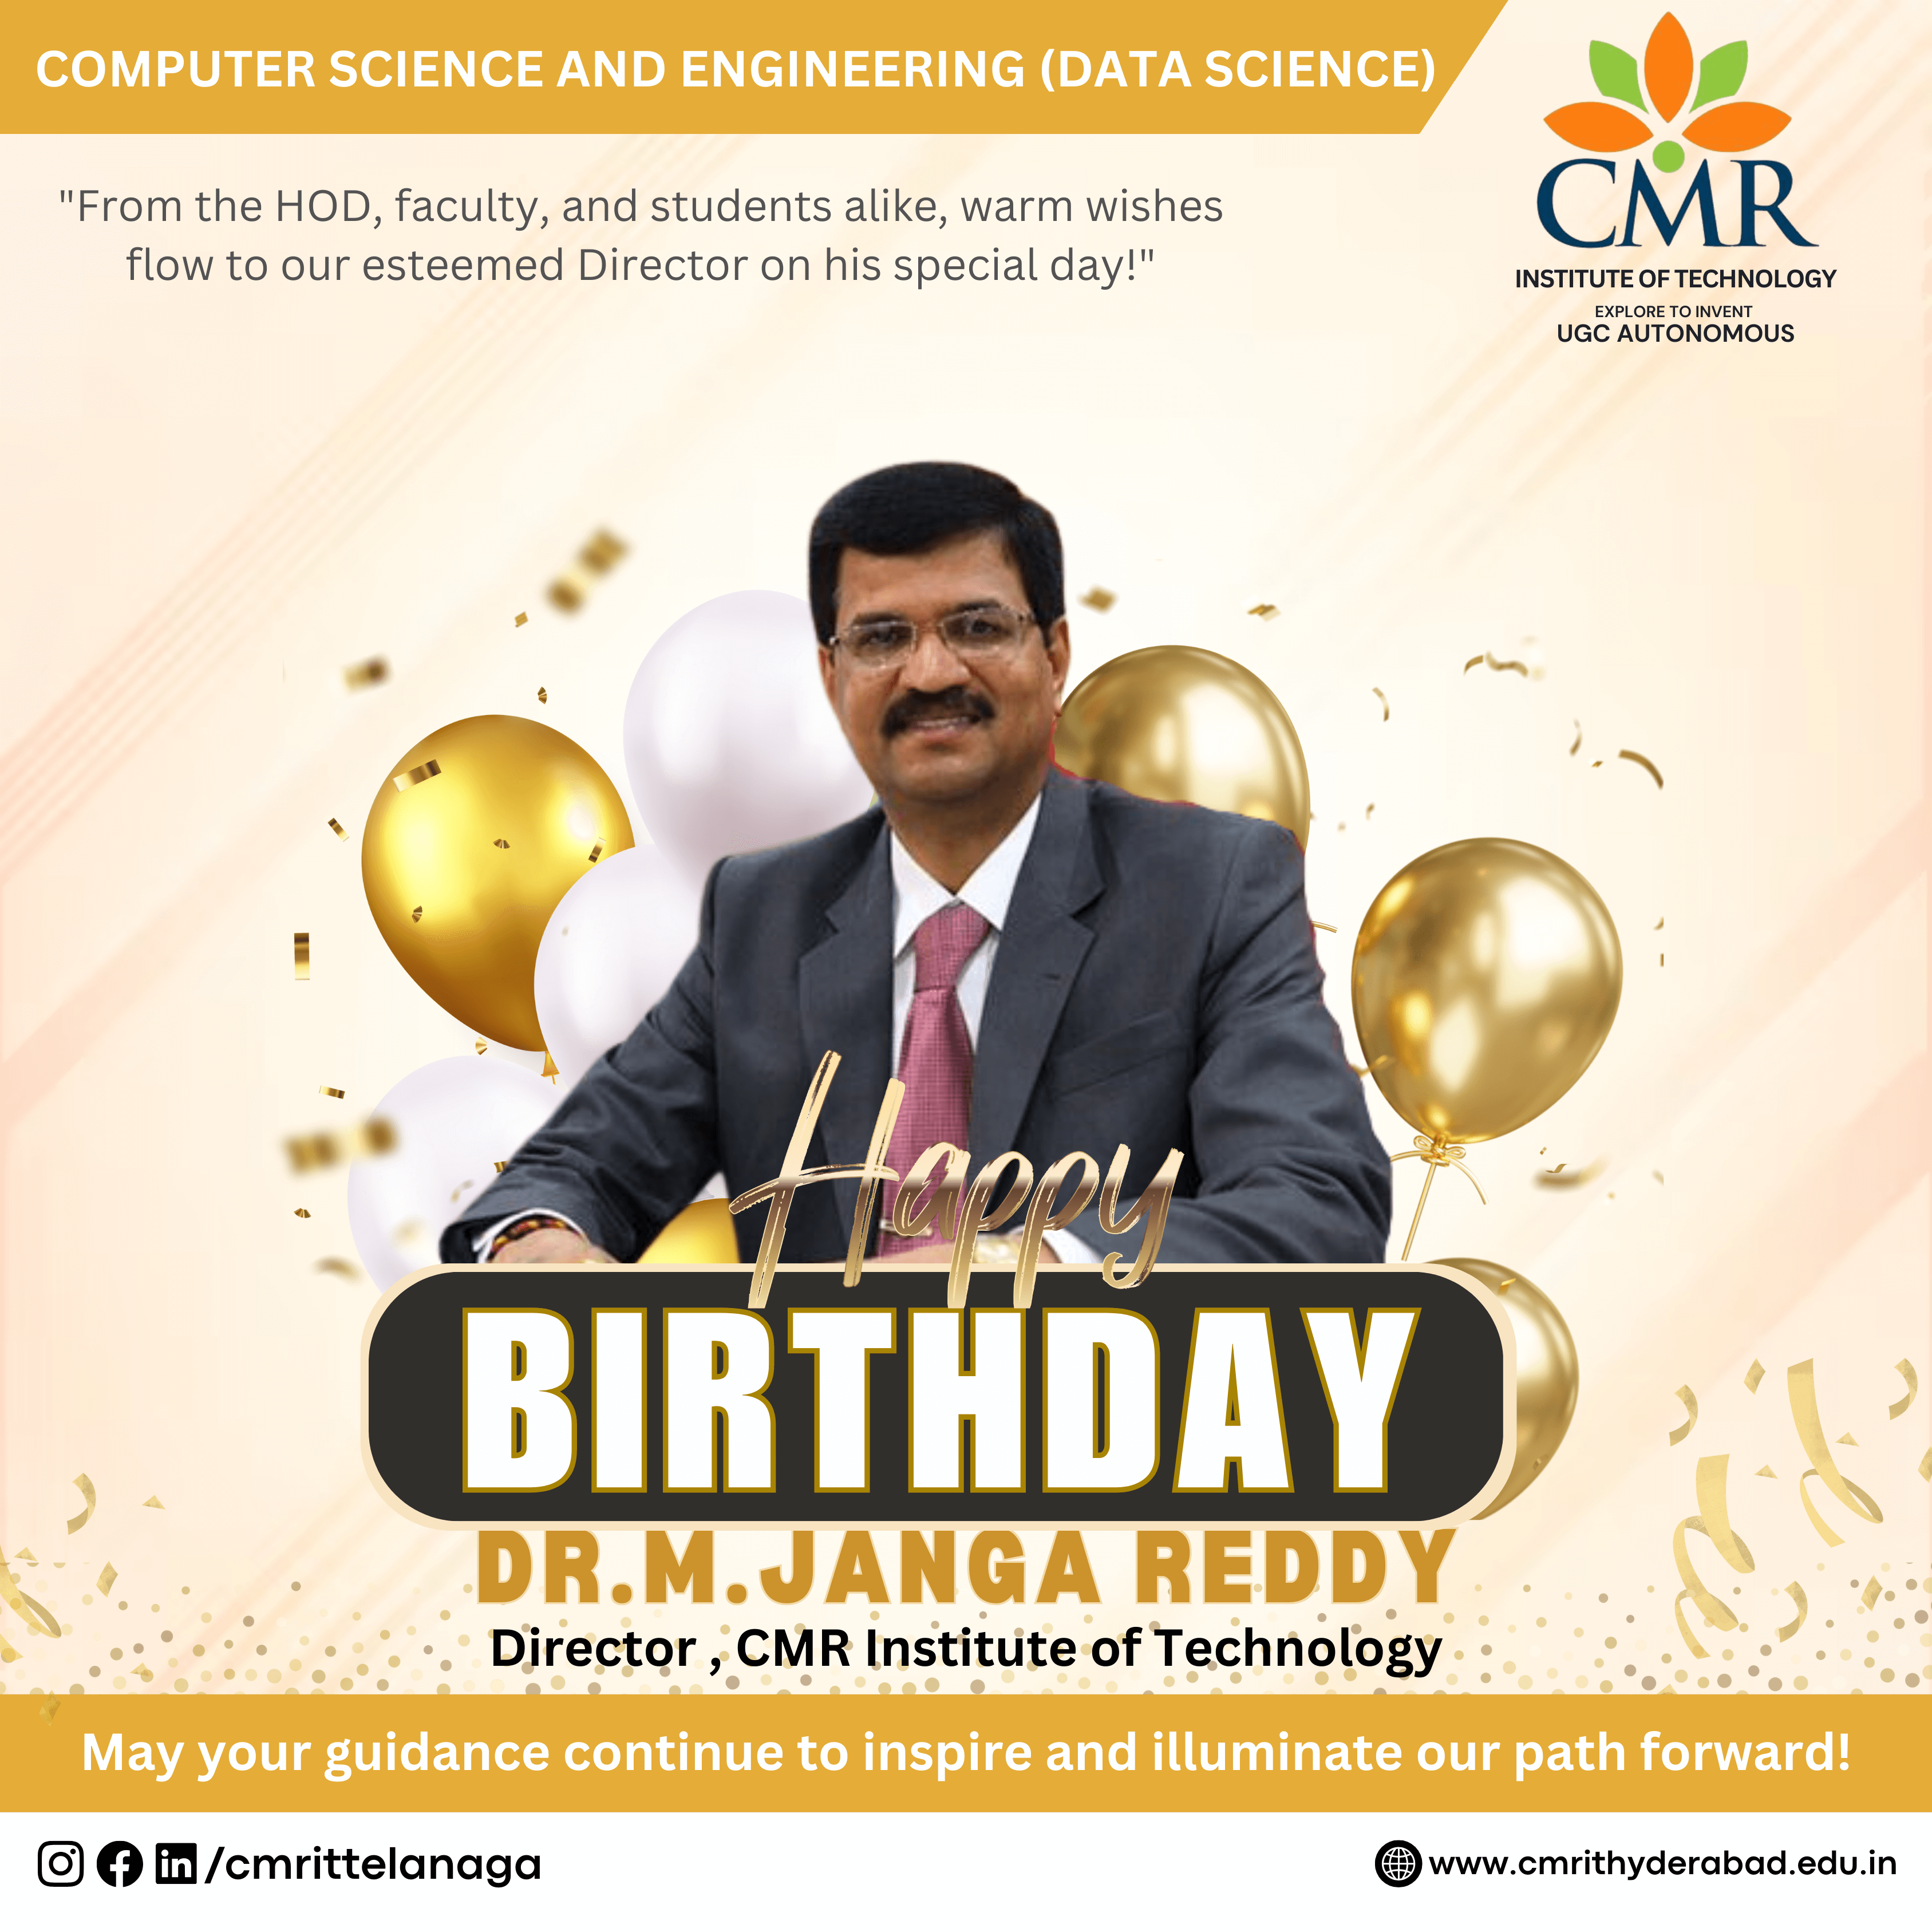 COMPUTER SCIENCE AND ENGINEERING (DATA SCIENCE)
"From the HOD, faculty, and students alike, warm wishes
flow to our esteemed Director on his special day!"
CMR
INSTITUTE OF TECHNOLOGY
EXPLORE TO INVENT
UGC AUTONOMOUS
Happy
BIRTHDAY
DR.M.JANGA REDDY
Director , CMR Institute of Technology
May your guidance continue to inspire and illuminate our path forward!
/cmrittelanaga
www.cmrithyderabad.edu.in